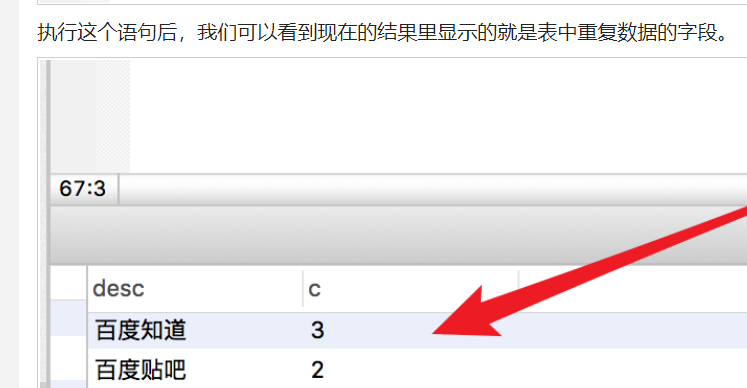 执行这个语句后，我们可以看到现在的结果里显示的就是表中重复数据的字段。
67:3
desc c
百度知道 3
百度贴吧 2